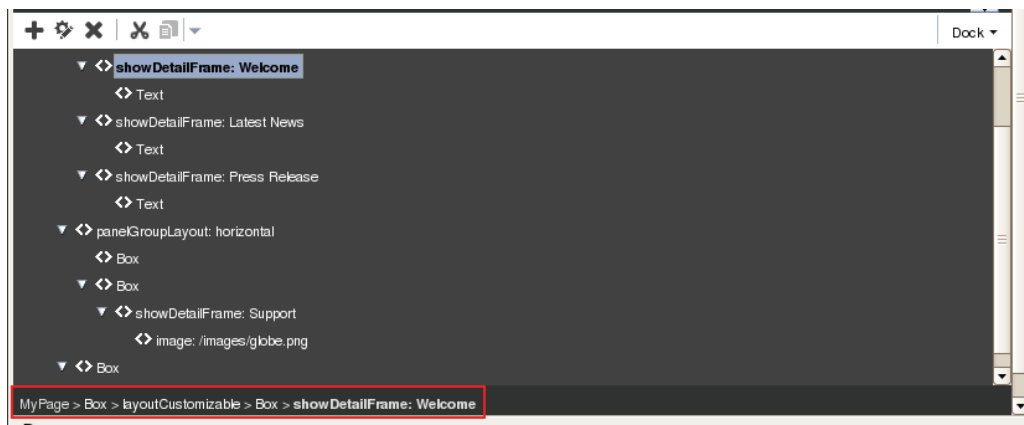 Dock
showDetailFrame: Welcome
Text
showDetailFrame: Latest News
Text
showDetailFrame: Press Release
Text
panelGroupLayout: horizontal
Box
Box
showDetailFrame: Support
image: /images/globe.png
Box
MyPage > Box > layoutCustomizable > Box > showDetailFrame: Welcome